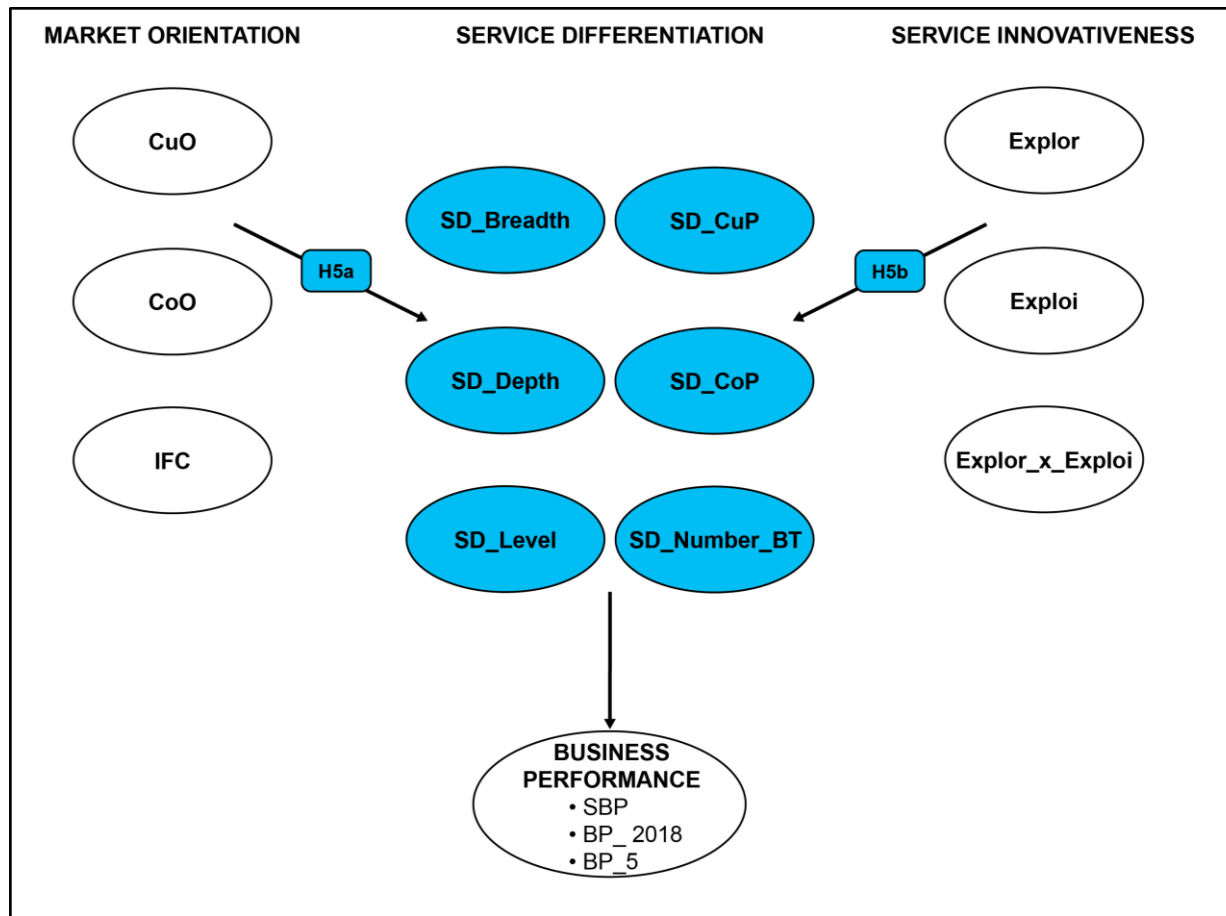 MARKET ORIENTATION
SERVICE DIFFERENTIATION
SERVICE INNOVATIVENESS
CuO
Explor
SD_Breadth
SD_CuP
H5a
H5b
CoO
Exploi
SD_Depth
SD_CoP
IFC
Explor_x_Exploi
SD_Level
SD_Number_BT
BUSINESS
PERFORMANCE
• SBP
• BP_ 2018
• BP_5